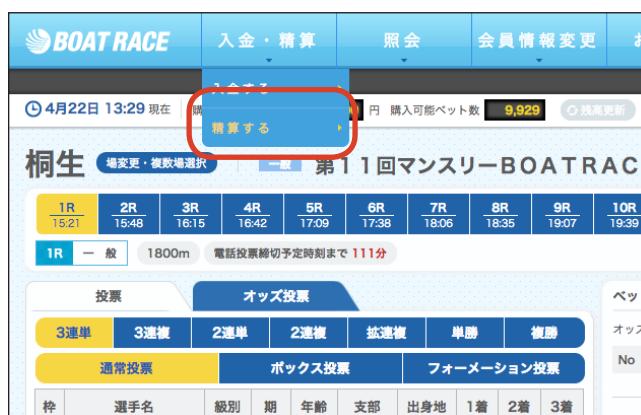 BOAT RACE 入金・精算 照会 会員情報変更
入金する
4月22日 13:29 現在 円 購入可能ベット数 9,929 残高更新
精算する
桐生 場変更・複数場選択 一般 第11回マンスリーBOATRAC
1R 2R 3R 4R 5R 6R 7R 8R 9R 10R
15:21 15:48 16:15 16:42 17:09 17:38 18:06 18:35 19:07 19:39
1R 一般 1800m 電話投票締切予定時刻まで 111分
投票 オッズ投票 ベッ
3連単 3連複 2連単 2連複 拡連複 単勝 複勝 オッズ
通常投票 ボックス投票 フォーメーション投票 No
枠 選手名 級別 期 年齢 支部 出身地 1着 2着 3着